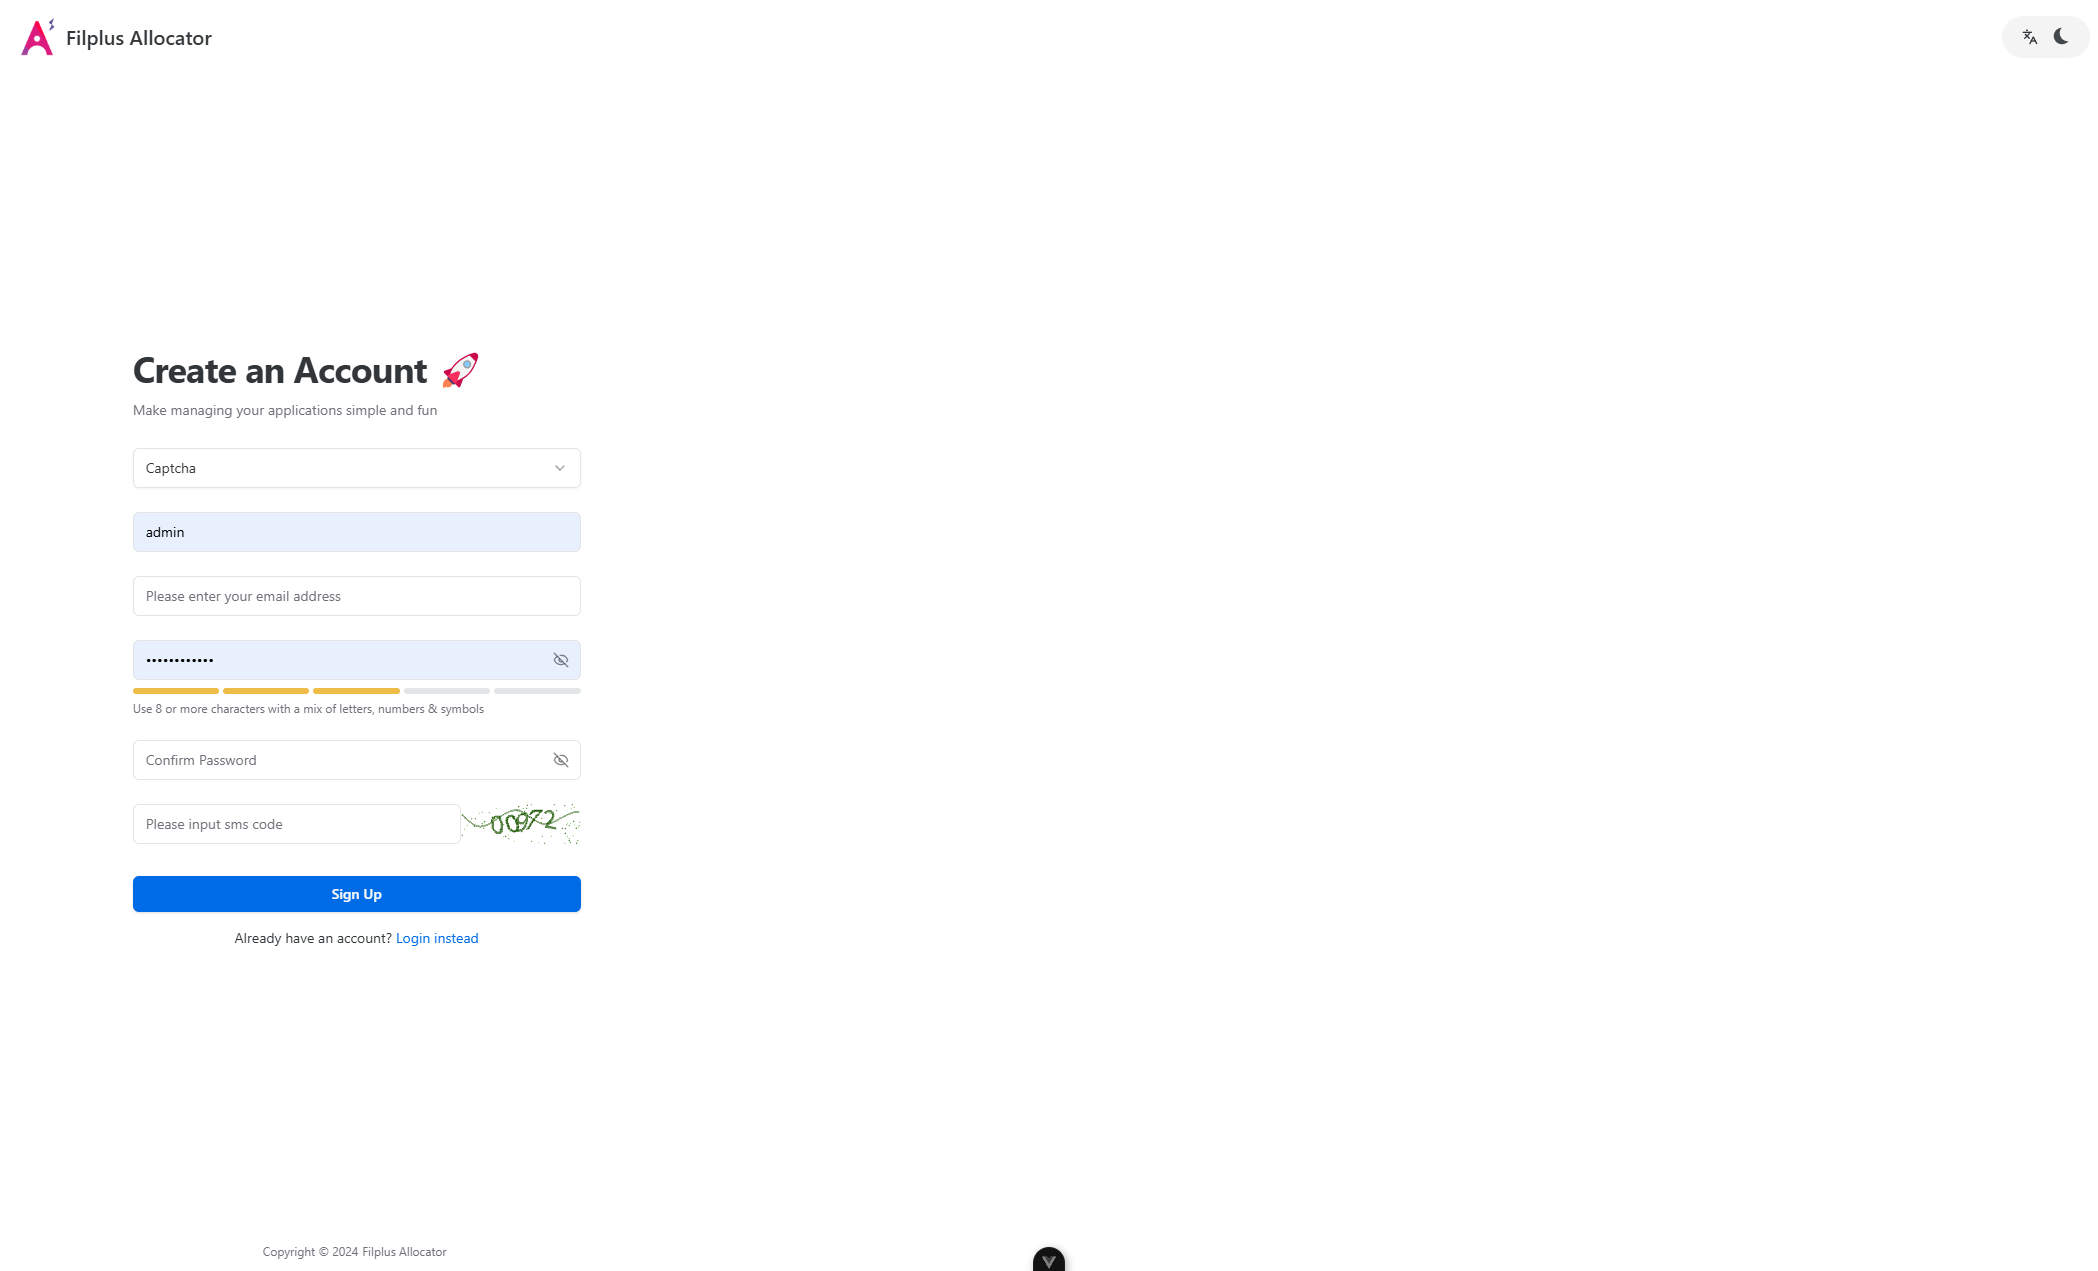 Filplus Allocator
Create an Account 🚀
Make managing your applications simple and fun
Captcha
admin
Please enter your email address
••••••••••••
Use 8 or more characters with a mix of letters, numbers & symbols
Confirm Password
Please input sms code
00972
Sign Up
Already have an account? Login instead
Copyright © 2024 Filplus Allocator